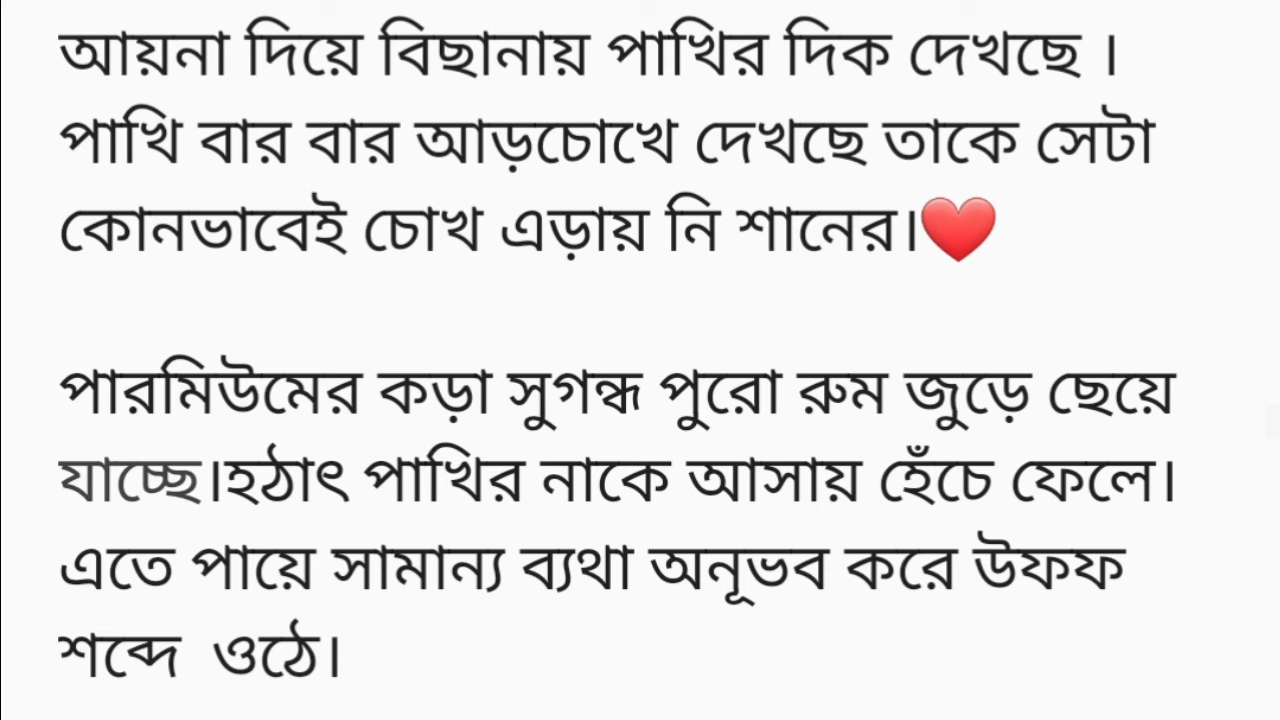 আয়না দিয়ে বিছানায় পাখির দিক দেখছে ।
পাখি বার বার আড়চোখে দেখছে তাকে সেটা
কোনভাবেই চোখ এড়ায় নি শানের।❤️
পারমিউমের কড়া সুগন্ধ পুরো রুম জুড়ে ছেয়ে
যাচ্ছে।হঠাৎ পাখির নাকে আসায় হেঁচে ফেলে।
এতে পায়ে সামান্য ব্যথা অনূভব করে উফফ
শব্দে  ওঠে।